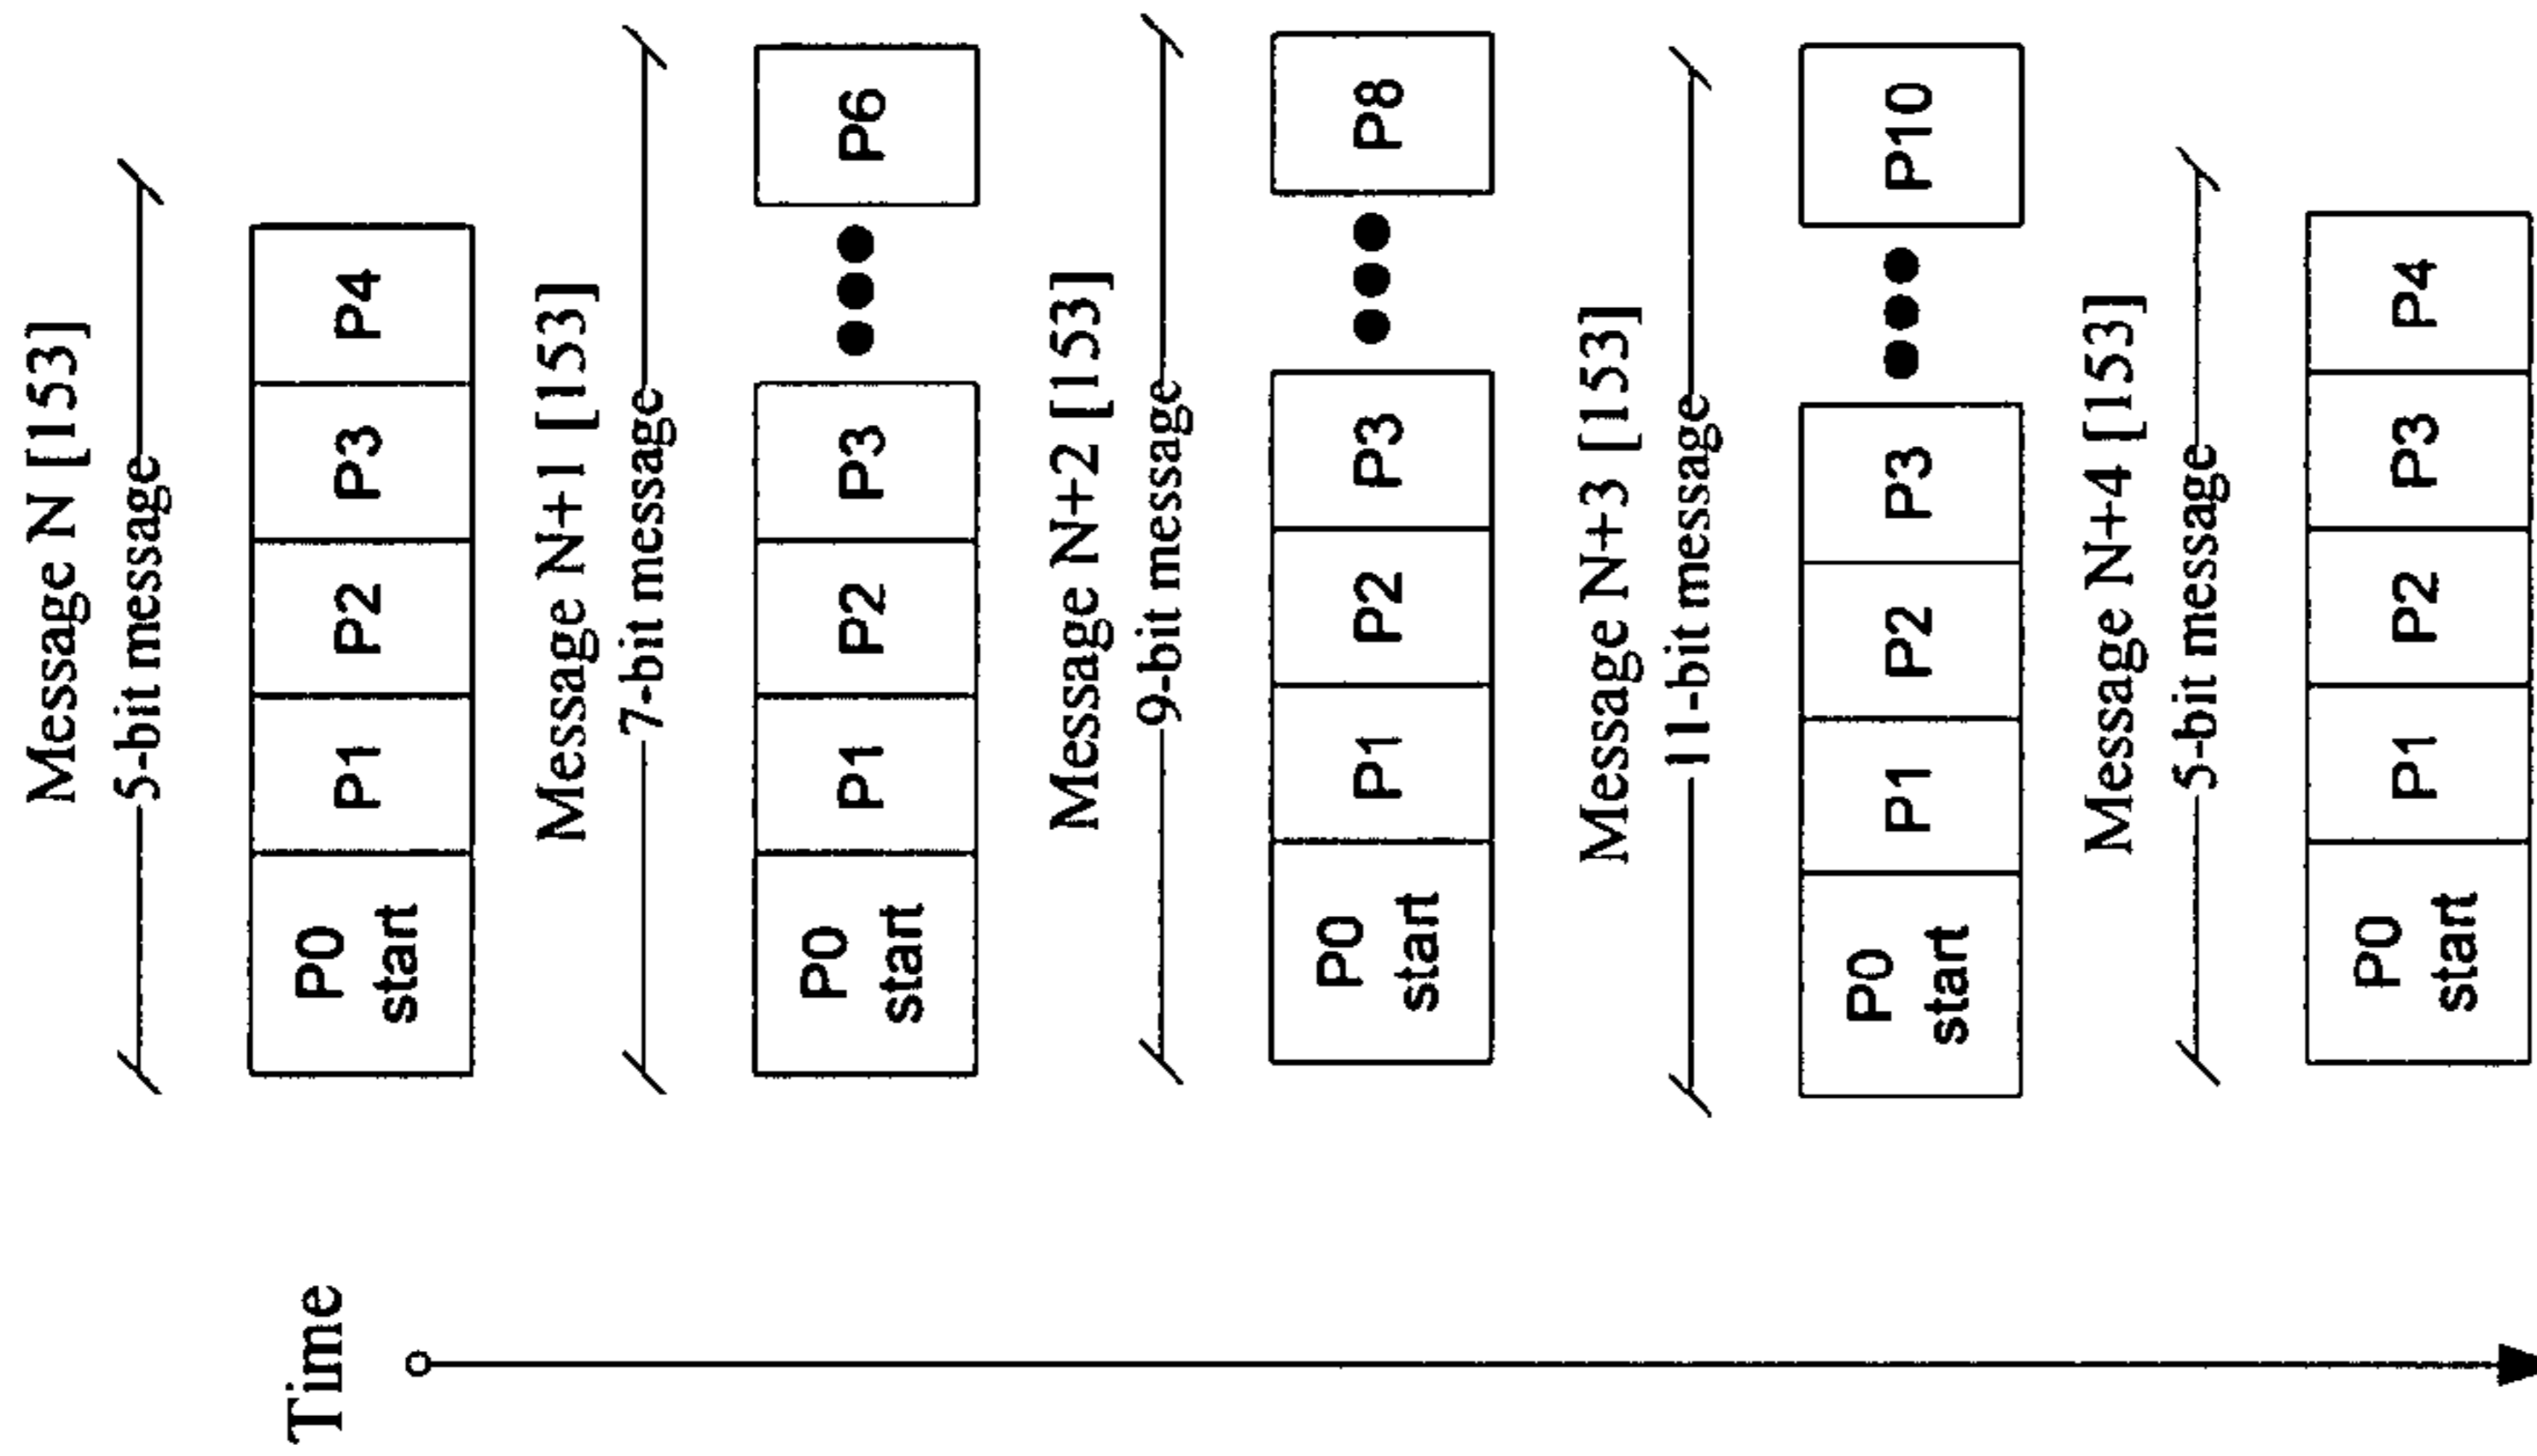 Time
Message N [153]
5-bit message
P0 start P1 P2 P3 P4
Message N+1 [153]
7-bit message
P0 start P1 P2 P3 P6
Message N+2 [153]
9-bit message
P0 start P1 P2 P3 P8
Message N+3 [153]
11-bit message
P0 start P1 P2 P3 P10
Message N+4 [153]
5-bit message
P0 start P1 P2 P3 P4